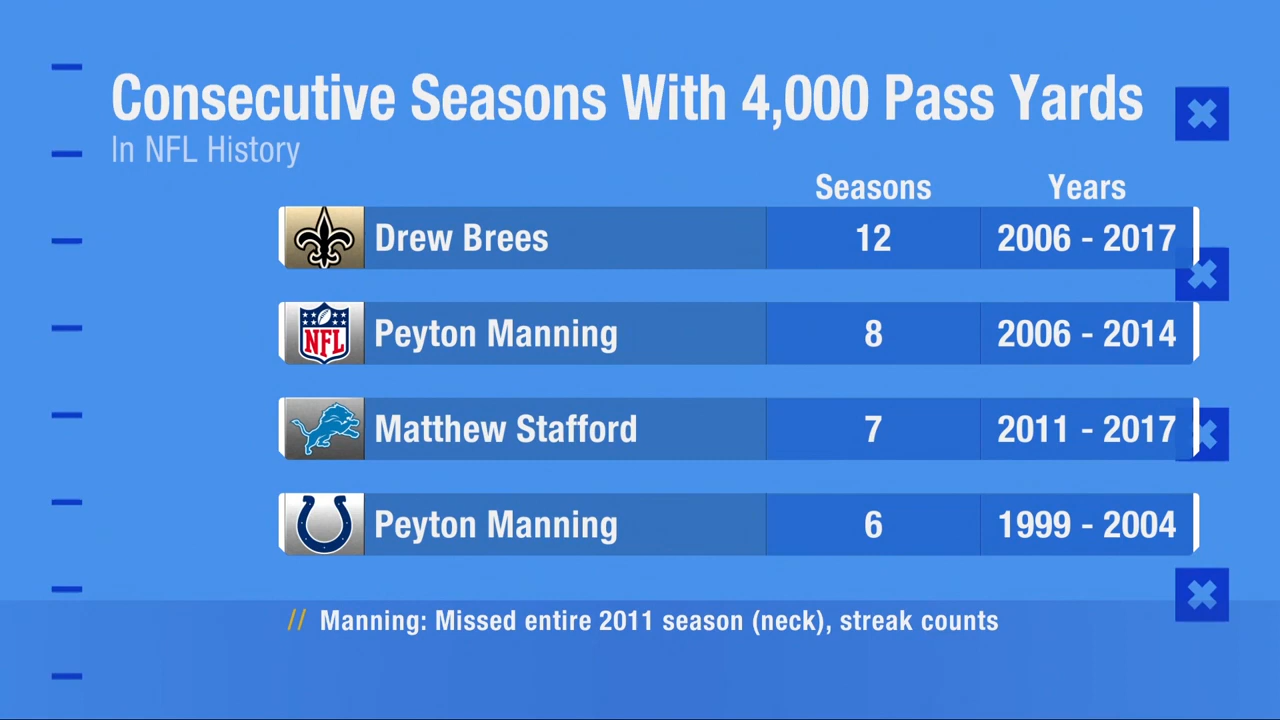 Consecutive Seasons With 4,000 Pass Yards
In NFL History
Seasons Years
Drew Brees 12 2006 - 2017
NFL Peyton Manning 8 2006 - 2014
Matthew Stafford 7 2011 - 2017
Peyton Manning 6 1999 - 2004
// Manning: Missed entire 2011 season (neck), streak counts